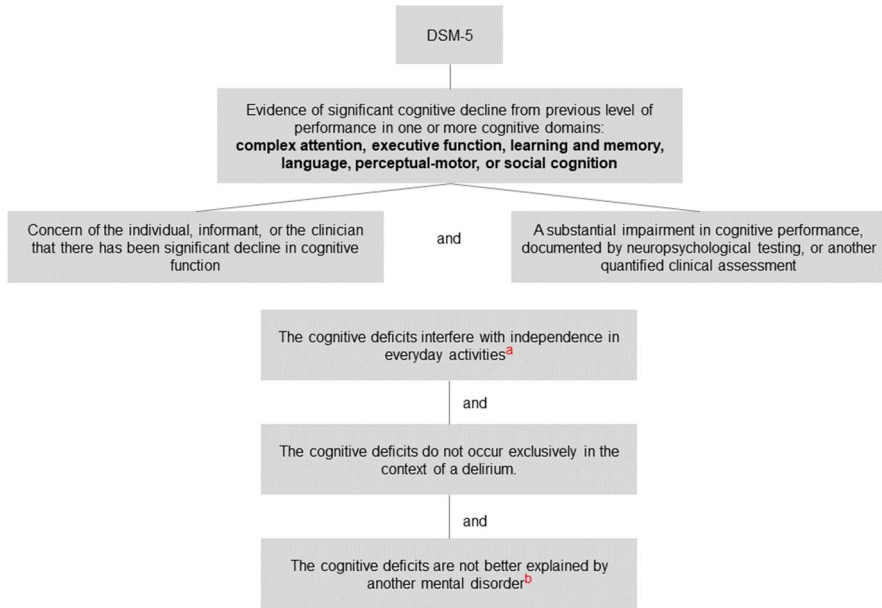 DSM-5
Evidence of significant cognitive decline from previous level of
performance in one or more cognitive domains:
complex attention, executive function, learning and memory,
language, perceptual-motor, or social cognition
Concern of the individual, informant, or the clinician
that there has been significant decline in cognitive
function
and
A substantial impairment in cognitive performance,
documented by neuropsychological testing, or another
quantified clinical assessment
The cognitive deficits interfere with independence in
everyday activitiesa
and
The cognitive deficits do not occur exclusively in the
context of a delirium.
and
The cognitive deficits are not better explained by
another mental disorderb